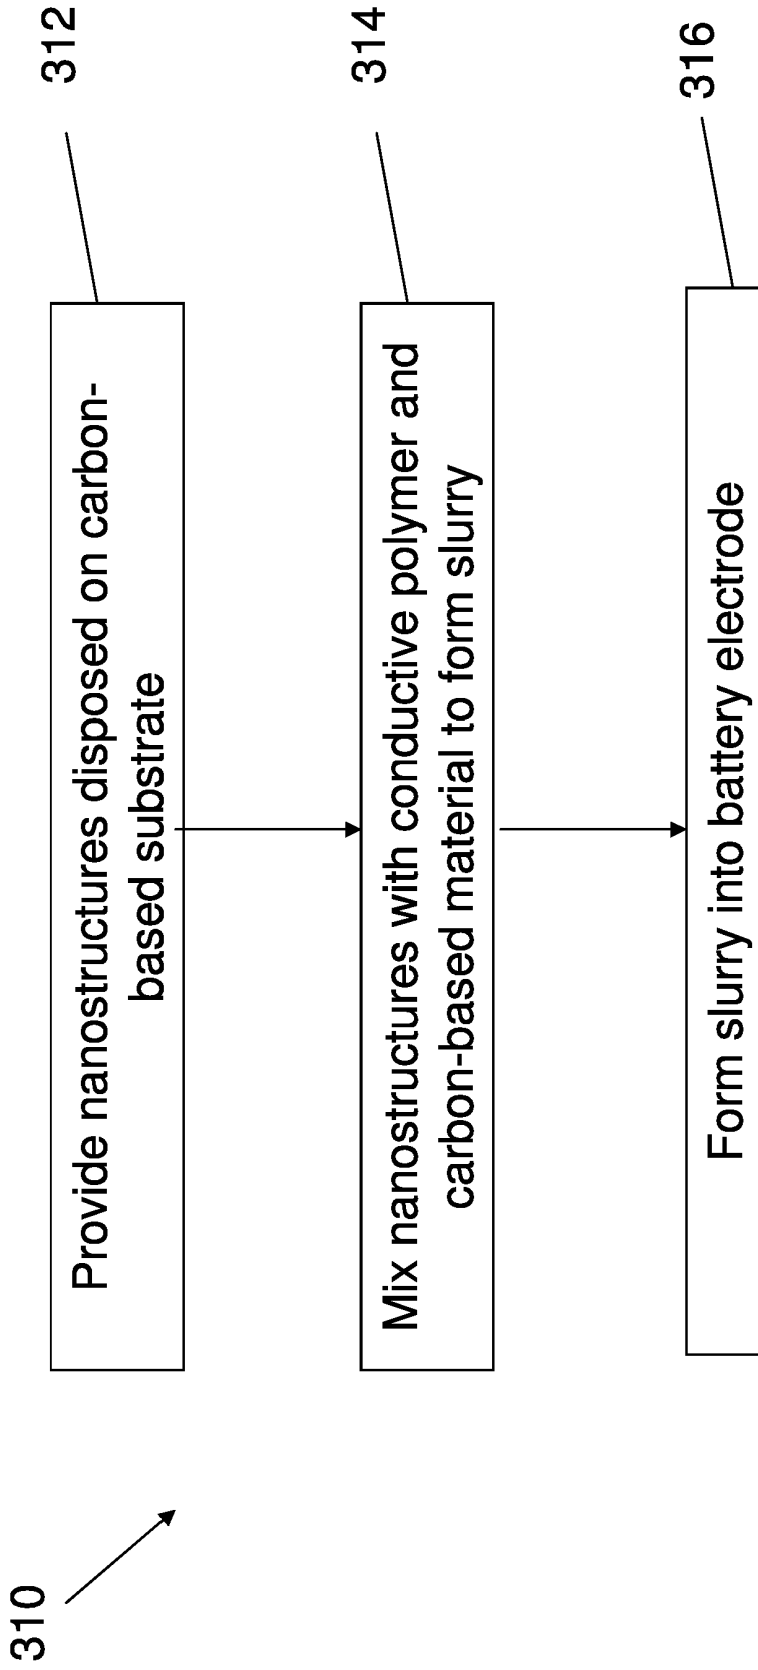 310
312
Provide nanostructures disposed on carbon-
based substrate
314
Mix nanostructures with conductive polymer and
carbon-based material to form slurry
316
Form slurry into battery electrode